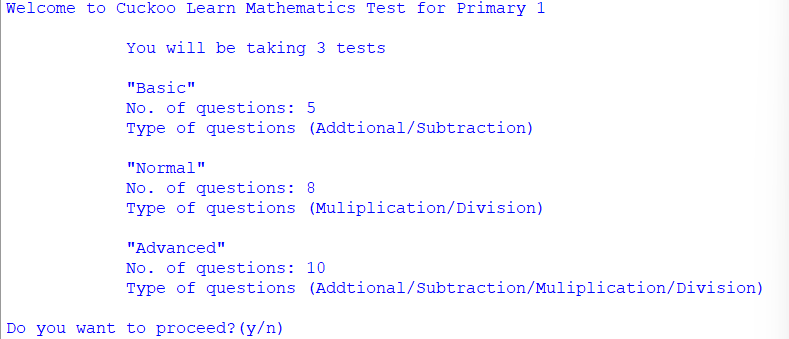 Welcome to Cuckoo Learn Mathematics Test for Primary 1
You will be taking 3 tests
"Basic"
No. of questions: 5
Type of questions (Addtional/Subtraction)
"Normal"
No. of questions: 8
Type of questions (Muliplication/Division)
"Advanced"
No. of questions: 10
Type of questions (Addtional/Subtraction/Muliplication/Division)
Do you want to proceed?(y/n)